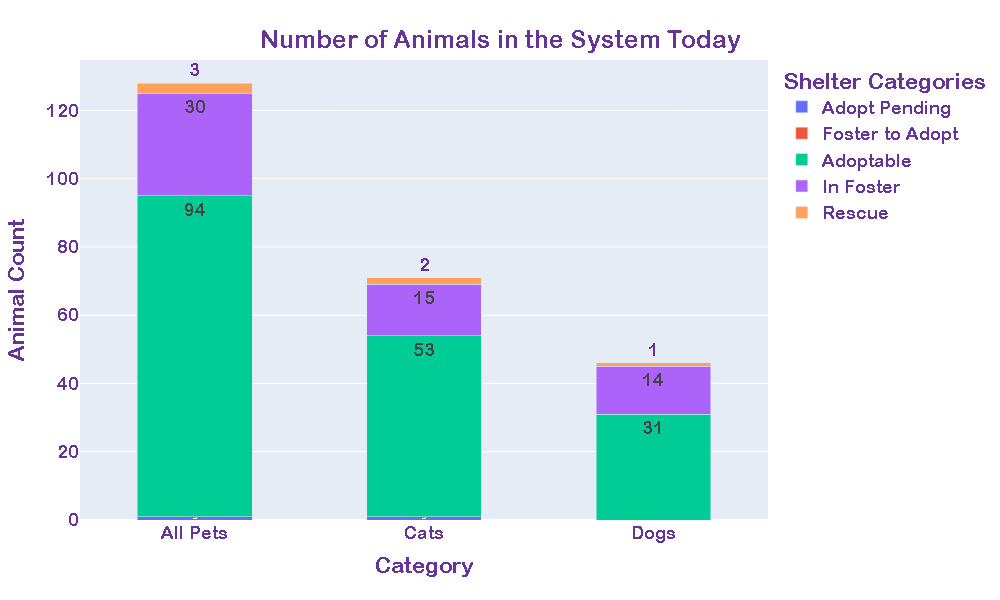 Number of Animals in the System Today
Shelter Categories
Adopt Pending
Foster to Adopt
Adoptable
In Foster
Rescue
Animal Count
120
100
80
60
40
20
0
3
30
94
2
15
53
1
14
31
All Pets
Cats
Dogs
Category